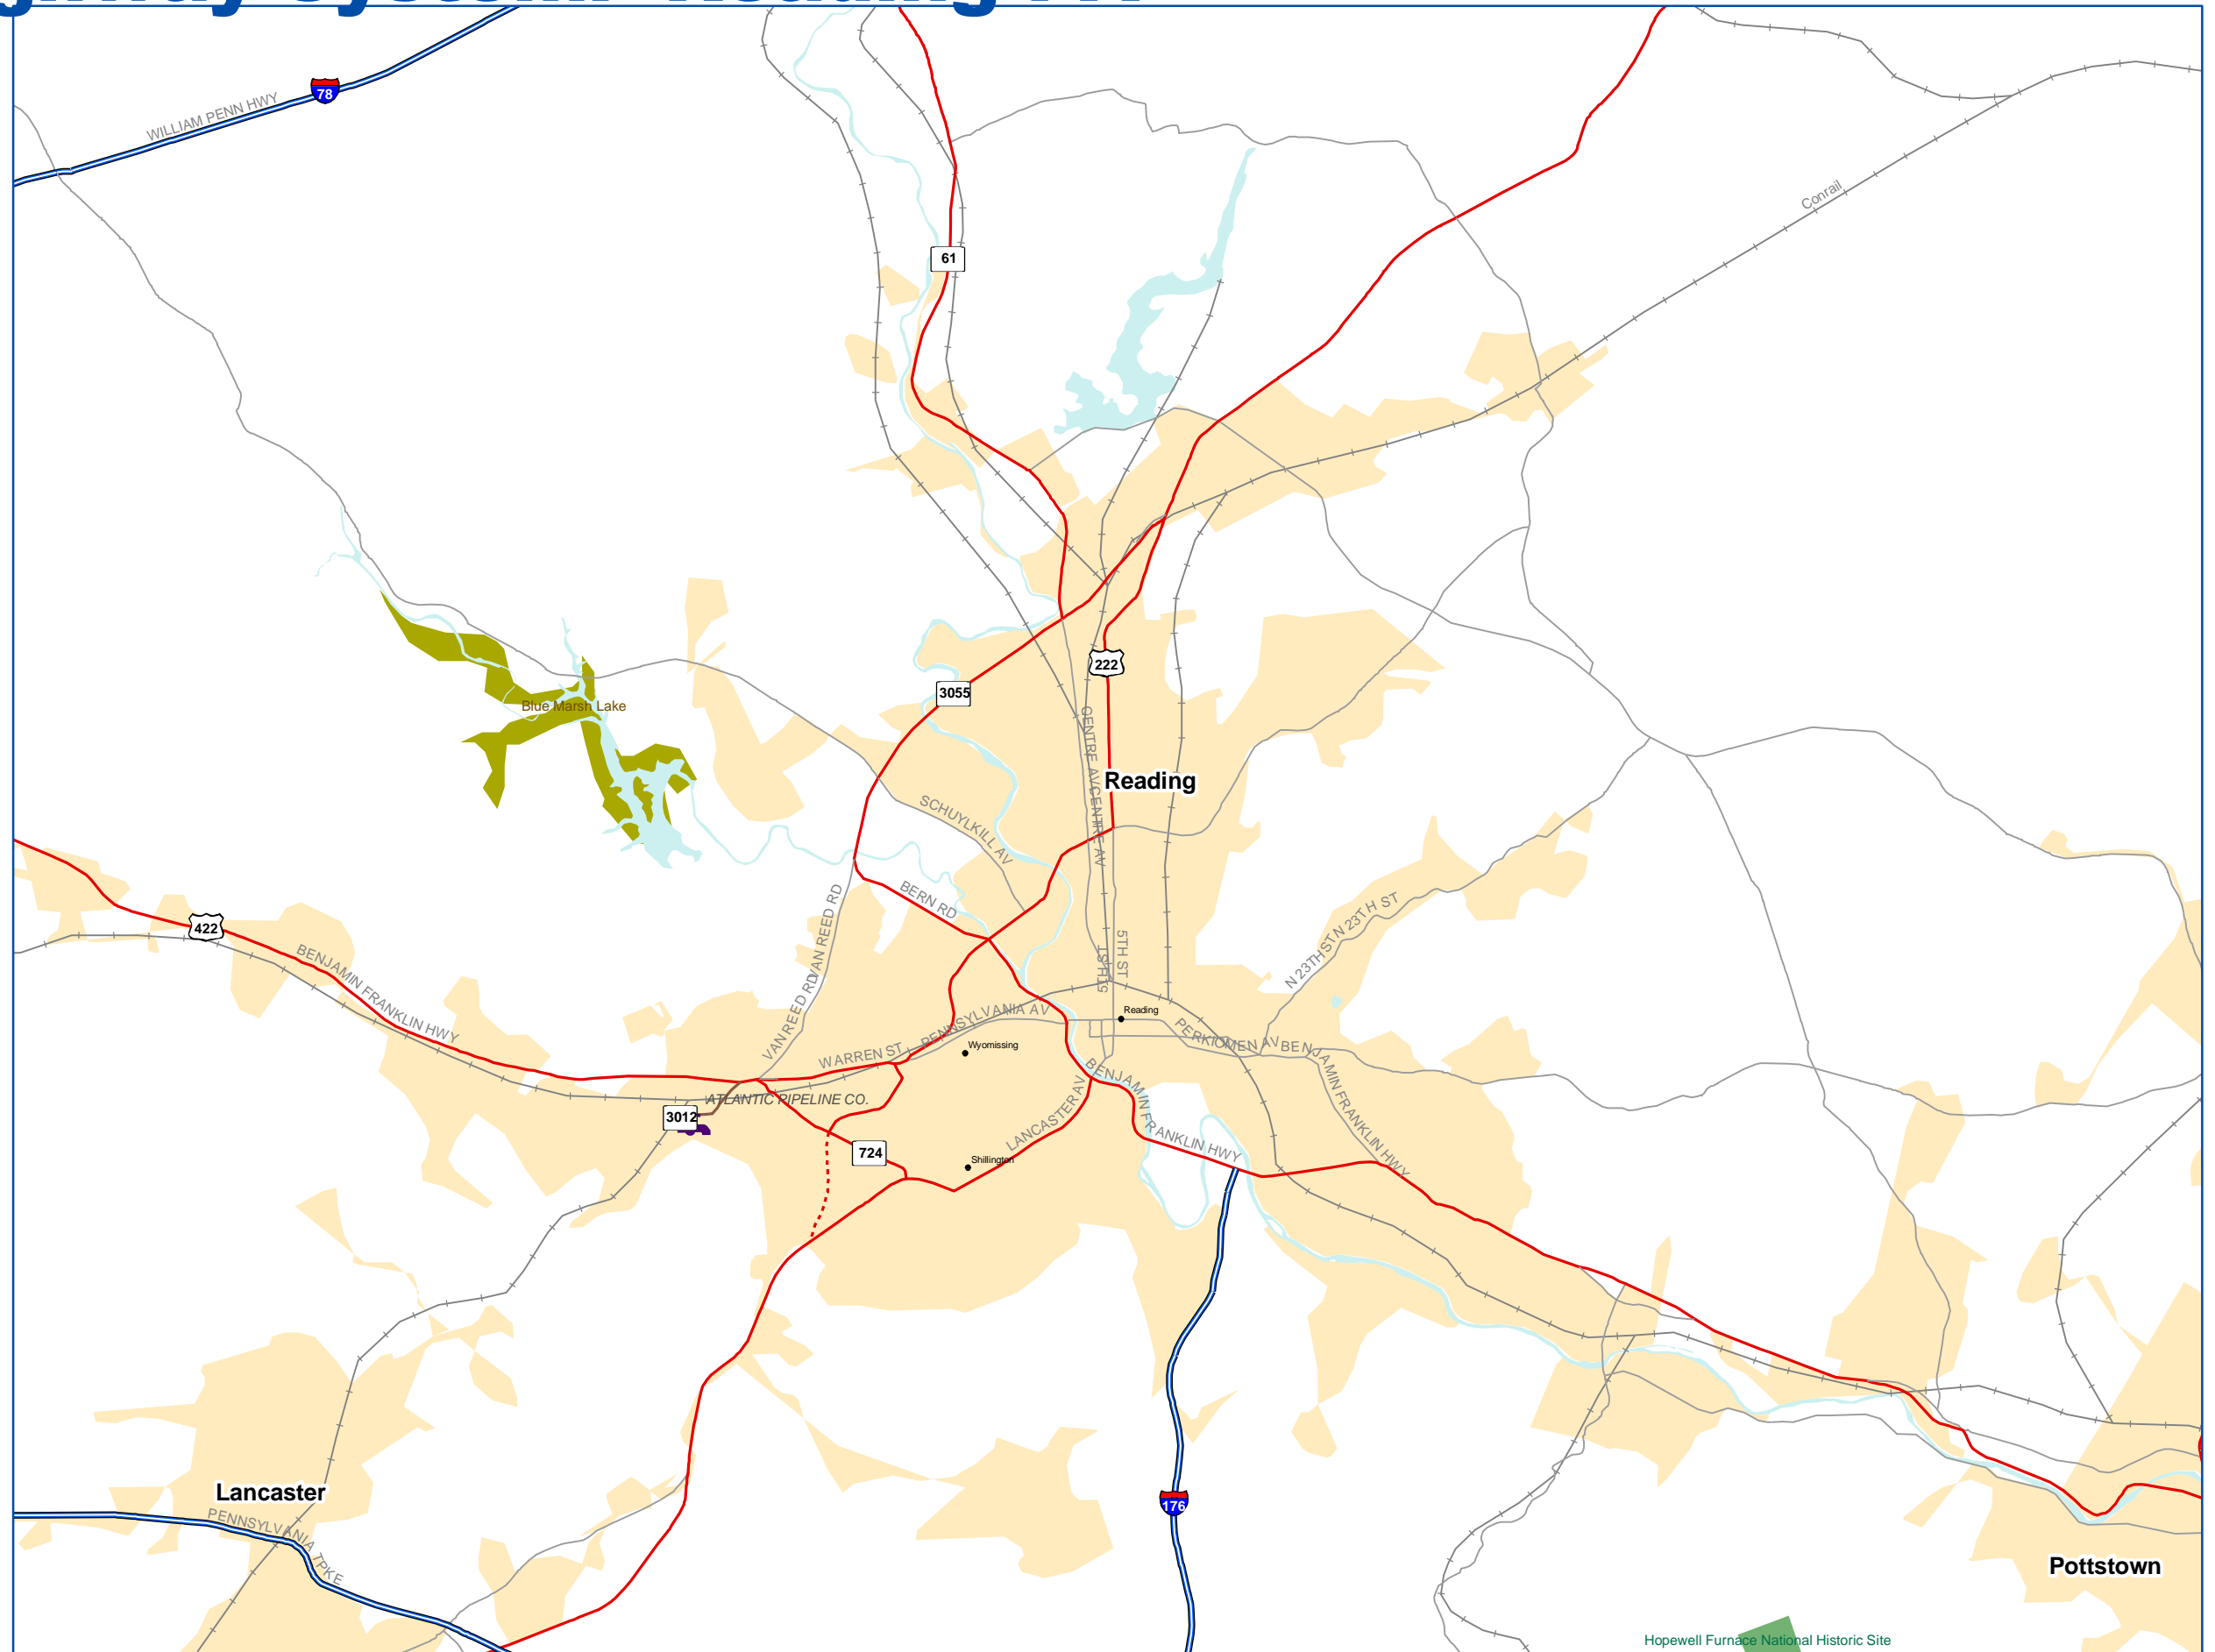 Reading PA
78
WILLIAM PENN HWY
Conrail
61
Blue Marsh Lake
3055
222
CENTRE AV
CENTRE AV
Reading
SCHUYLKILL AV
BERN RD
VAN REED RD
VAN REED RD
422
BENJAMIN FRANKLIN HWY
N 23TH ST
N 23TH ST
5TH ST
5TH ST
Reading
PENNSYLVANIA AV
PERKIOMEN AV
BENJAMIN FRANKLIN HWY
WARREN ST
Wyomissing
BENJAMIN FRANKLIN HWY
ATLANTIC PIPELINE CO.
3012
LANCASTER AV
724
Shillington
Lancaster
PENNSYLVANIA TPKE
176
Pottstown
Hopewell Furnace National Historic Site